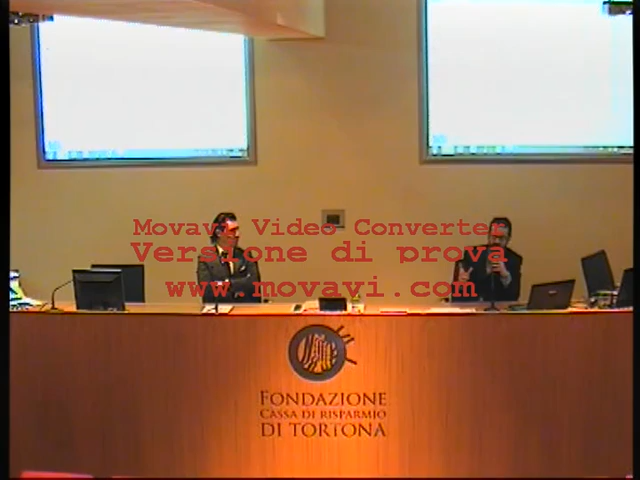 Movavi Video Converter
Versione di prova
www.movavi.com
FONDAZIONE
CASSA DI RISPARMIO
DI TORTONA